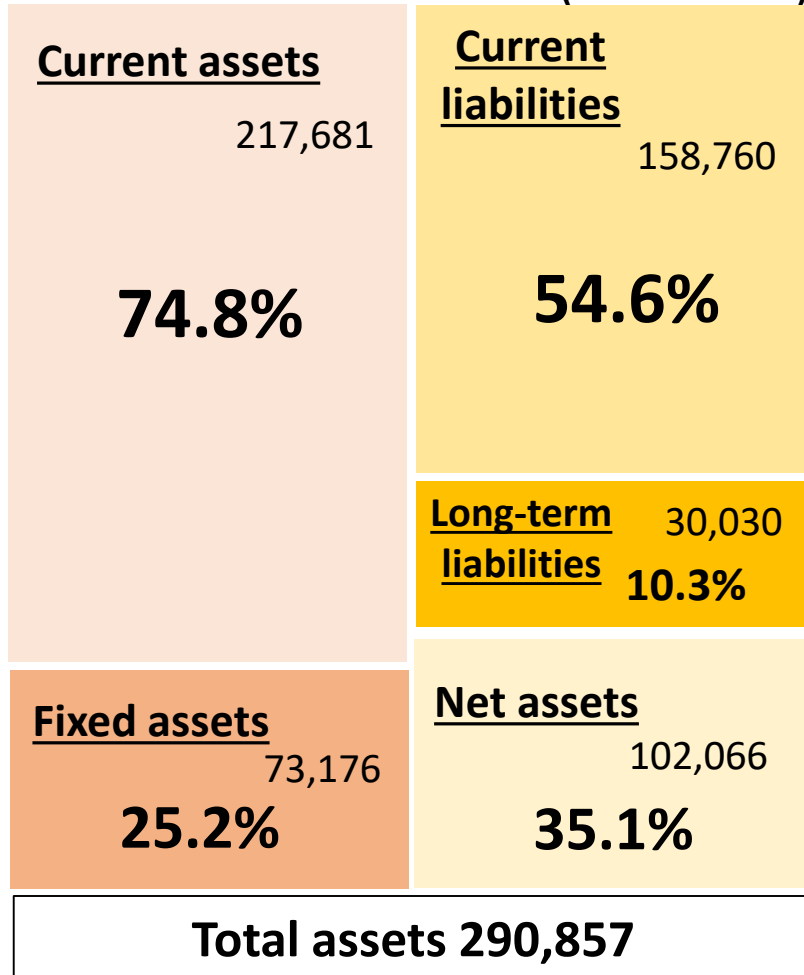 Current assets
217,681
74.8%
Fixed assets
73,176
25.2%
Current
liabilities
158,760
54.6%
Long-term
liabilities
30,030
10.3%
Net assets
102,066
35.1%
Total assets 290,857